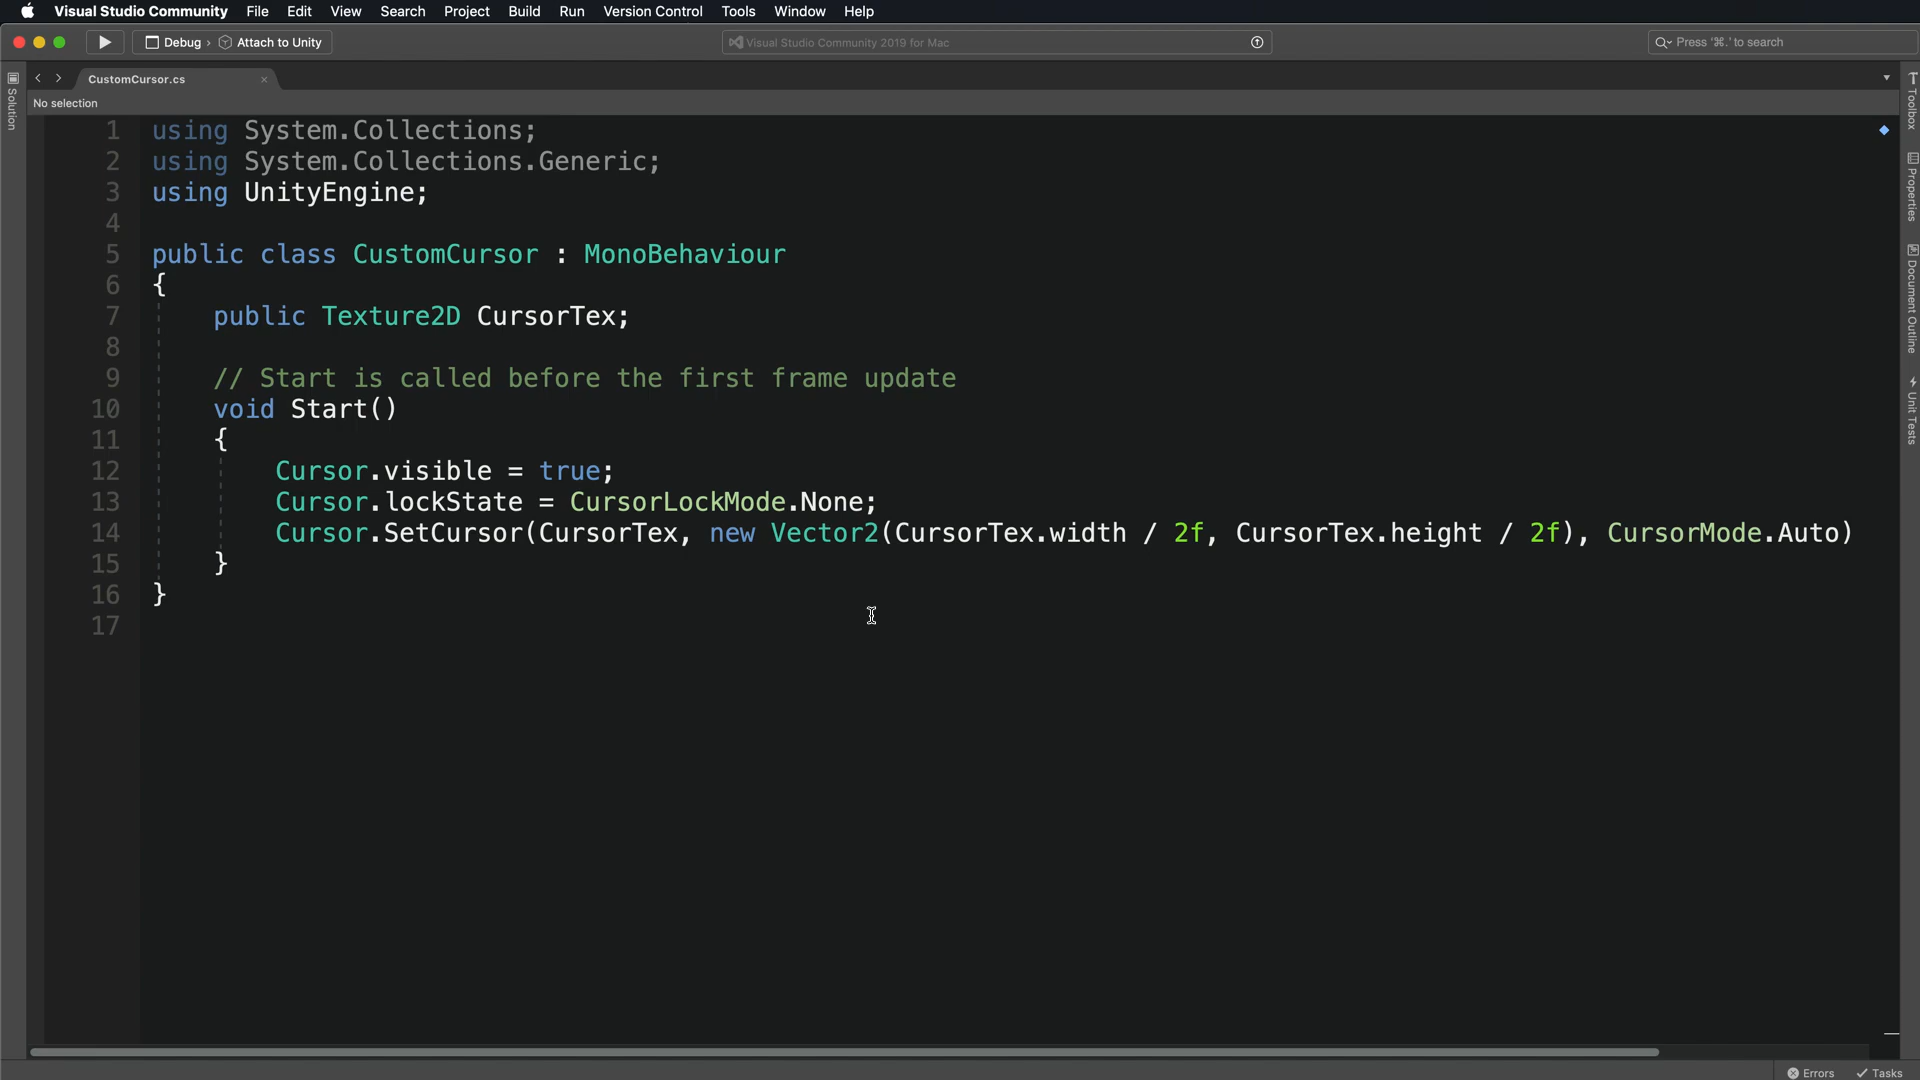 Visual Studio Community File Edit View Search Project Build Run Version Control Tools Window Help
Debug › Attach to Unity Visual Studio Community 2019 for Mac Press '⌘.' to search
CustomCursor.cs
No selection
Solution
Toolbox
Properties
Document Outline
Unit Tests
1 using System.Collections;
2 using System.Collections.Generic;
3 using UnityEngine;
4
5 public class CustomCursor : MonoBehaviour
6 {
7 public Texture2D CursorTex;
8
9 // Start is called before the first frame update
10 void Start()
11 {
12 Cursor.visible = true;
13 Cursor.lockState = CursorLockMode.None;
14 Cursor.SetCursor(CursorTex, new Vector2(CursorTex.width / 2f, CursorTex.height / 2f), CursorMode.Auto)
15 }
16 }
17
Errors Tasks